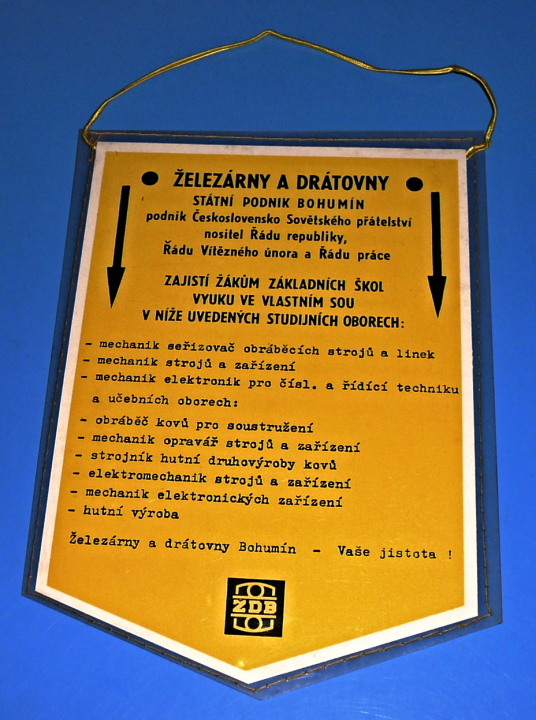 ŽELEZÁRNY A DRÁTOVNY
STÁTNÍ PODNIK BOHUMÍN
podnik Československo Sovětského přátelství
nositel Řádu republiky,
Řádu Vítězného února a Řádu práce
ZAJISTÍ ŽÁKŮM ZÁKLADNÍCH ŠKOL
VYUKU VE VLASTNÍM SOU
V NÍŽE UVEDENÝCH STUDIJNÍCH OBORECH:
- mechanik seřizovač obráběcích strojů a linek
- mechanik strojů a zařízení
- mechanik elektronik pro čísl. a řídící techniku
a učebních oborech:
- obráběč kovů pro soustružení
- mechanik opravář strojů a zařízení
- strojník hutní druhovýroby kovů
- elektromechanik strojů a zařízení
- mechanik elektronických zařízení
- hutní výroba
Železárny a drátovny Bohumín - Vaše jistota !
ŽDB